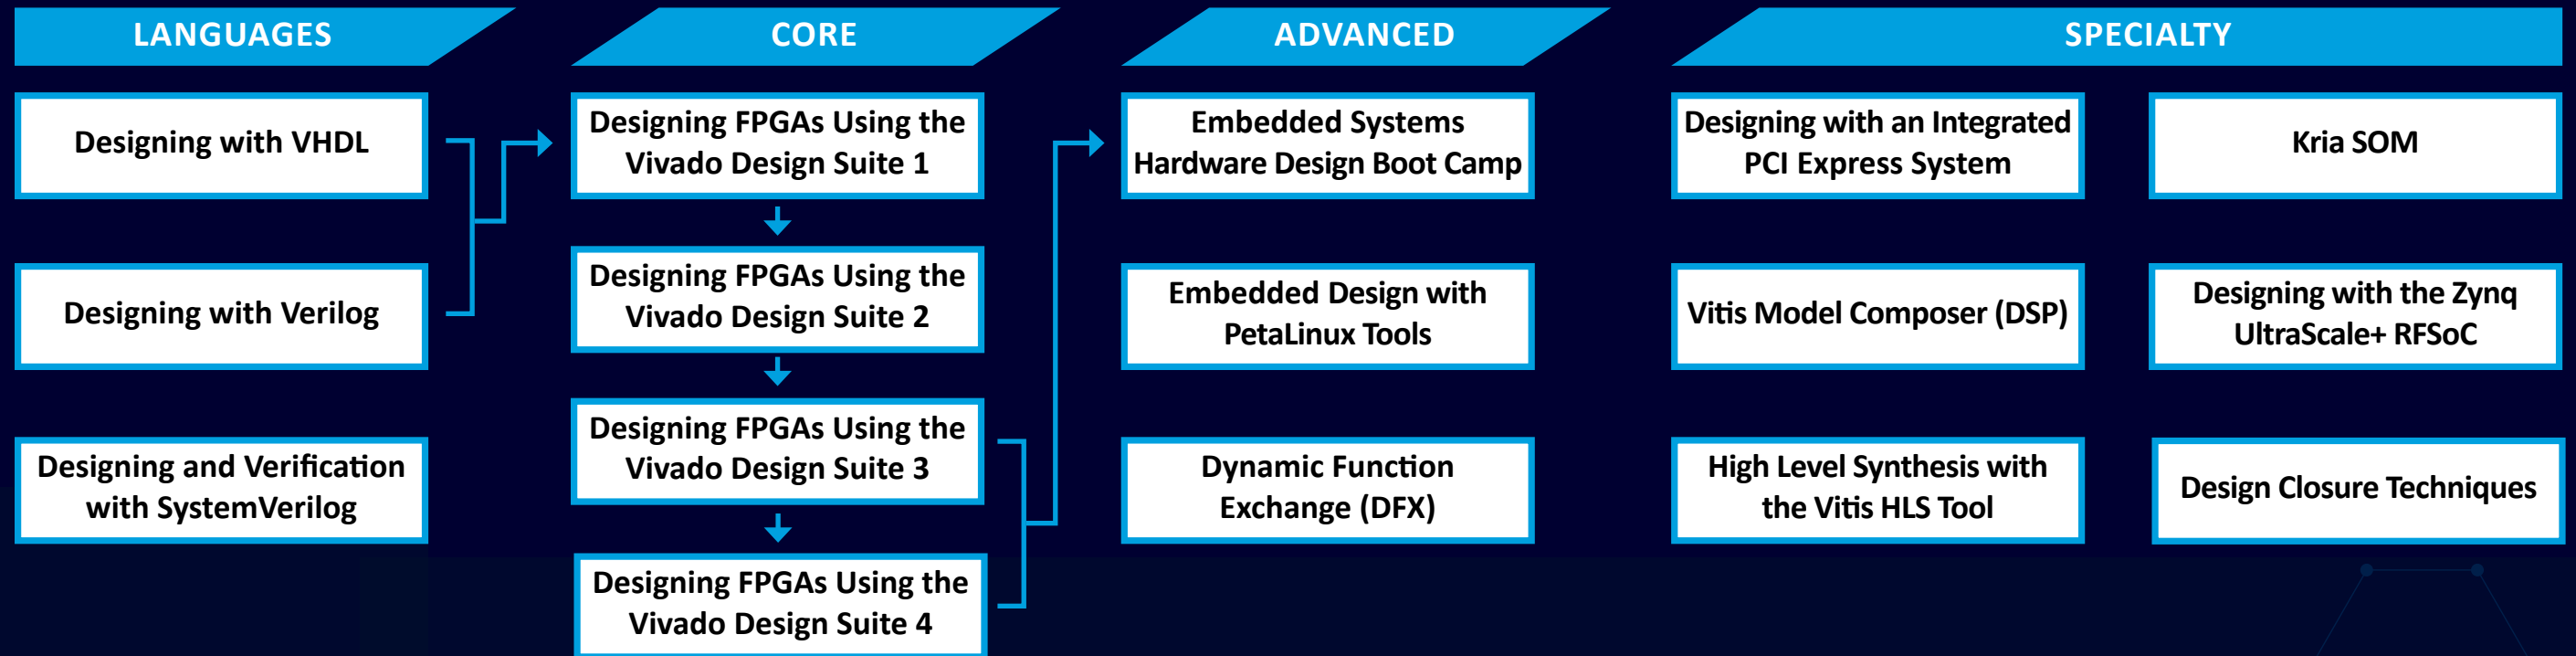 LANGUAGES
Designing with VHDL
Designing with Verilog
Designing and Verification
with SystemVerilog
CORE
Designing FPGAs Using the
Vivado Design Suite 1
Designing FPGAs Using the
Vivado Design Suite 2
Designing FPGAs Using the
Vivado Design Suite 3
Designing FPGAs Using the
Vivado Design Suite 4
ADVANCED
Embedded Systems
Hardware Design Boot Camp
Embedded Design with
PetaLinux Tools
Dynamic Function
Exchange (DFX)
SPECIALTY
Designing with an Integrated
PCI Express System
Vitis Model Composer (DSP)
High Level Synthesis with
the Vitis HLS Tool
Kria SOM
Designing with the Zynq
UltraScale+ RFSoC
Design Closure Techniques